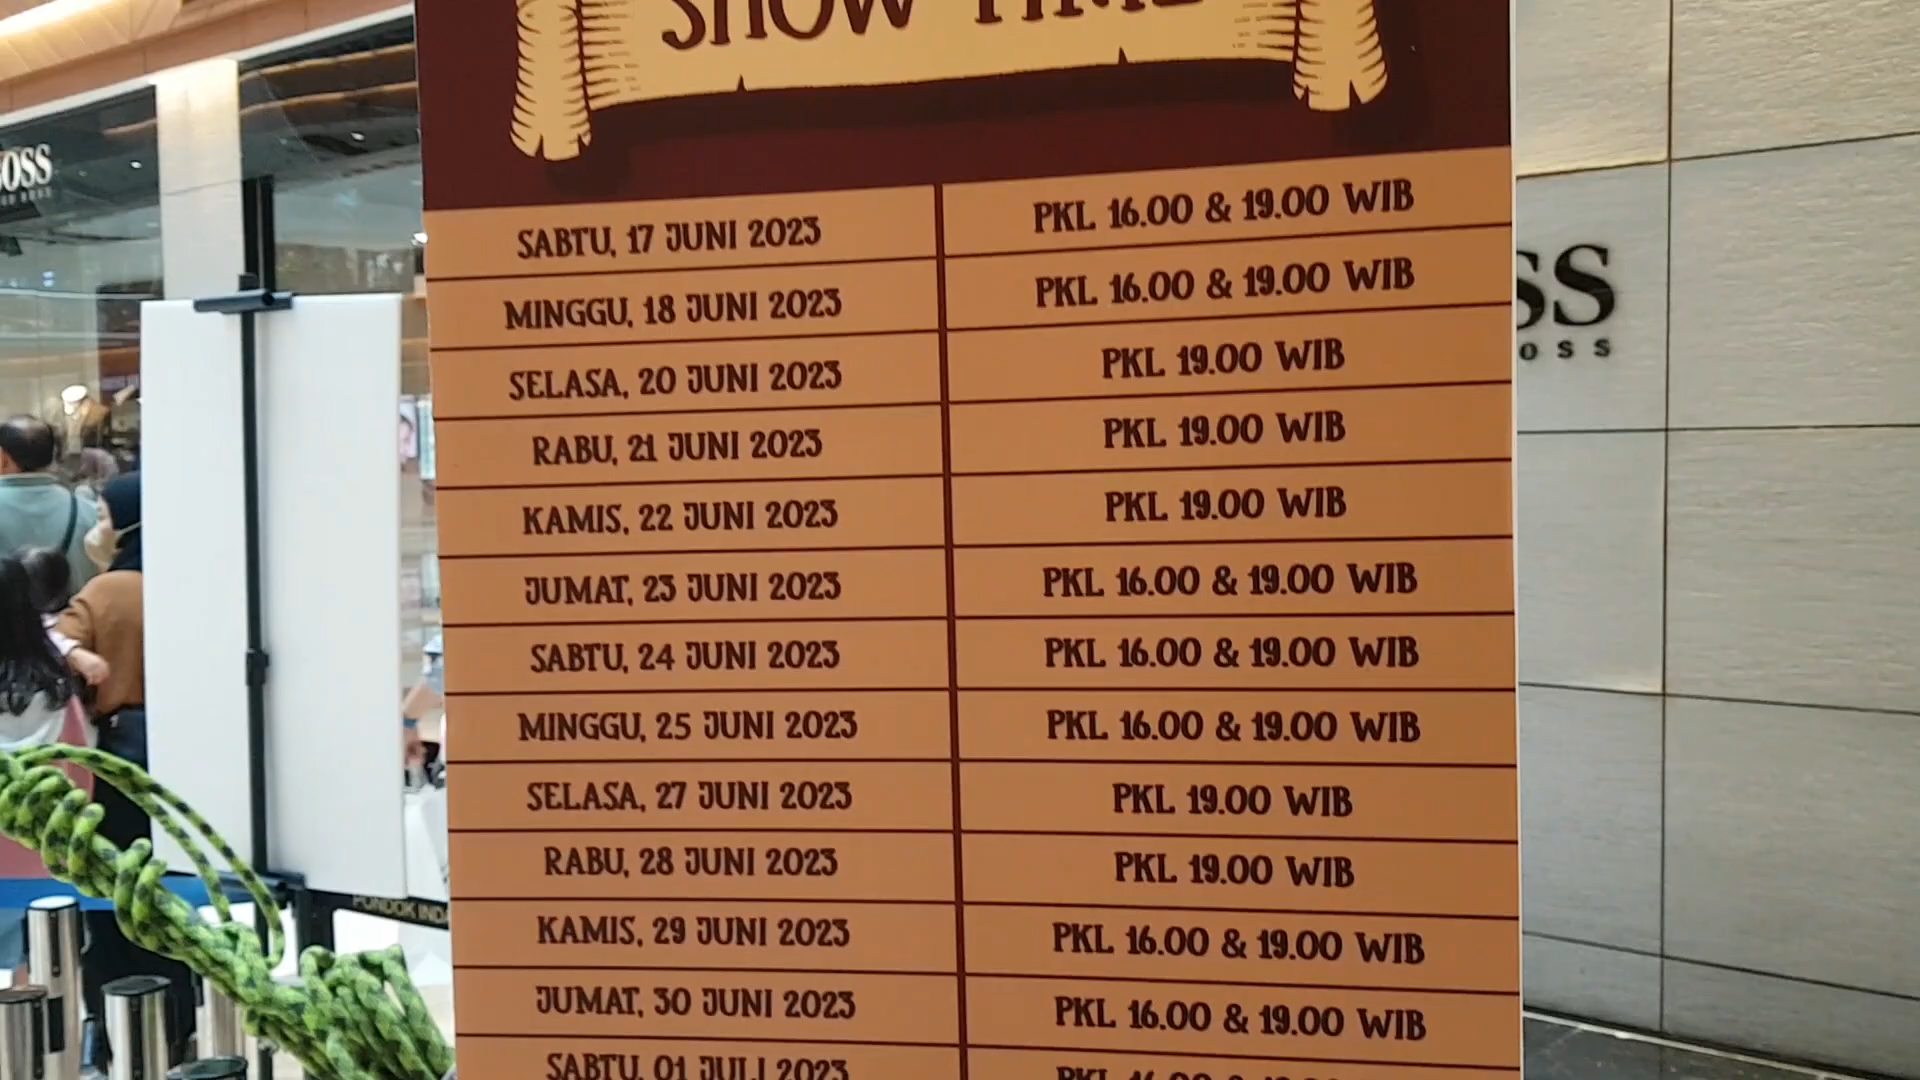 SHOW TIME
SABTU, 17 JUNI 2023 PKL 16.00 & 19.00 WIB
MINGGU, 18 JUNI 2023 PKL 16.00 & 19.00 WIB
SELASA, 20 JUNI 2023 PKL 19.00 WIB
RABU, 21 JUNI 2023 PKL 19.00 WIB
KAMIS, 22 JUNI 2023 PKL 19.00 WIB
JUMAT, 23 JUNI 2023 PKL 16.00 & 19.00 WIB
SABTU, 24 JUNI 2023 PKL 16.00 & 19.00 WIB
MINGGU, 25 JUNI 2023 PKL 16.00 & 19.00 WIB
SELASA, 27 JUNI 2023 PKL 19.00 WIB
RABU, 28 JUNI 2023 PKL 19.00 WIB
KAMIS, 29 JUNI 2023 PKL 16.00 & 19.00 WIB
JUMAT, 30 JUNI 2023 PKL 16.00 & 19.00 WIB
SABTU, 01 JULI 2023 PKL
OSS
SS
OSS
PONDOK INDA